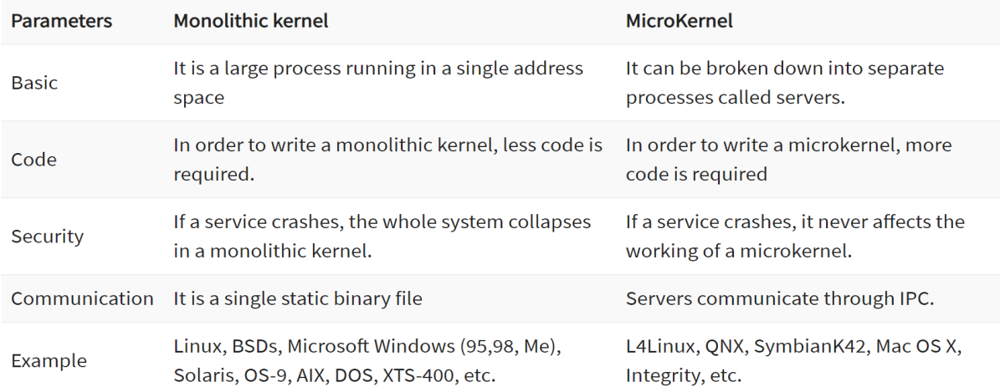 Parameters Monolithic kernel MicroKernel
Basic
It is a large process running in a single address
space
It can be broken down into separate
processes called servers.
Code
In order to write a monolithic kernel, less code is
required.
In order to write a microkernel, more
code is required
Security
If a service crashes, the whole system collapses
in a monolithic kernel.
If a service crashes, it never affects the
working of a microkernel.
Communication It is a single static binary file Servers communicate through IPC.
Example
Linux, BSDs, Microsoft Windows (95,98, Me),
Solaris, OS-9, AIX, DOS, XTS-400, etc.
L4Linux, QNX, SymbianK42, Mac OS X,
Integrity, etc.